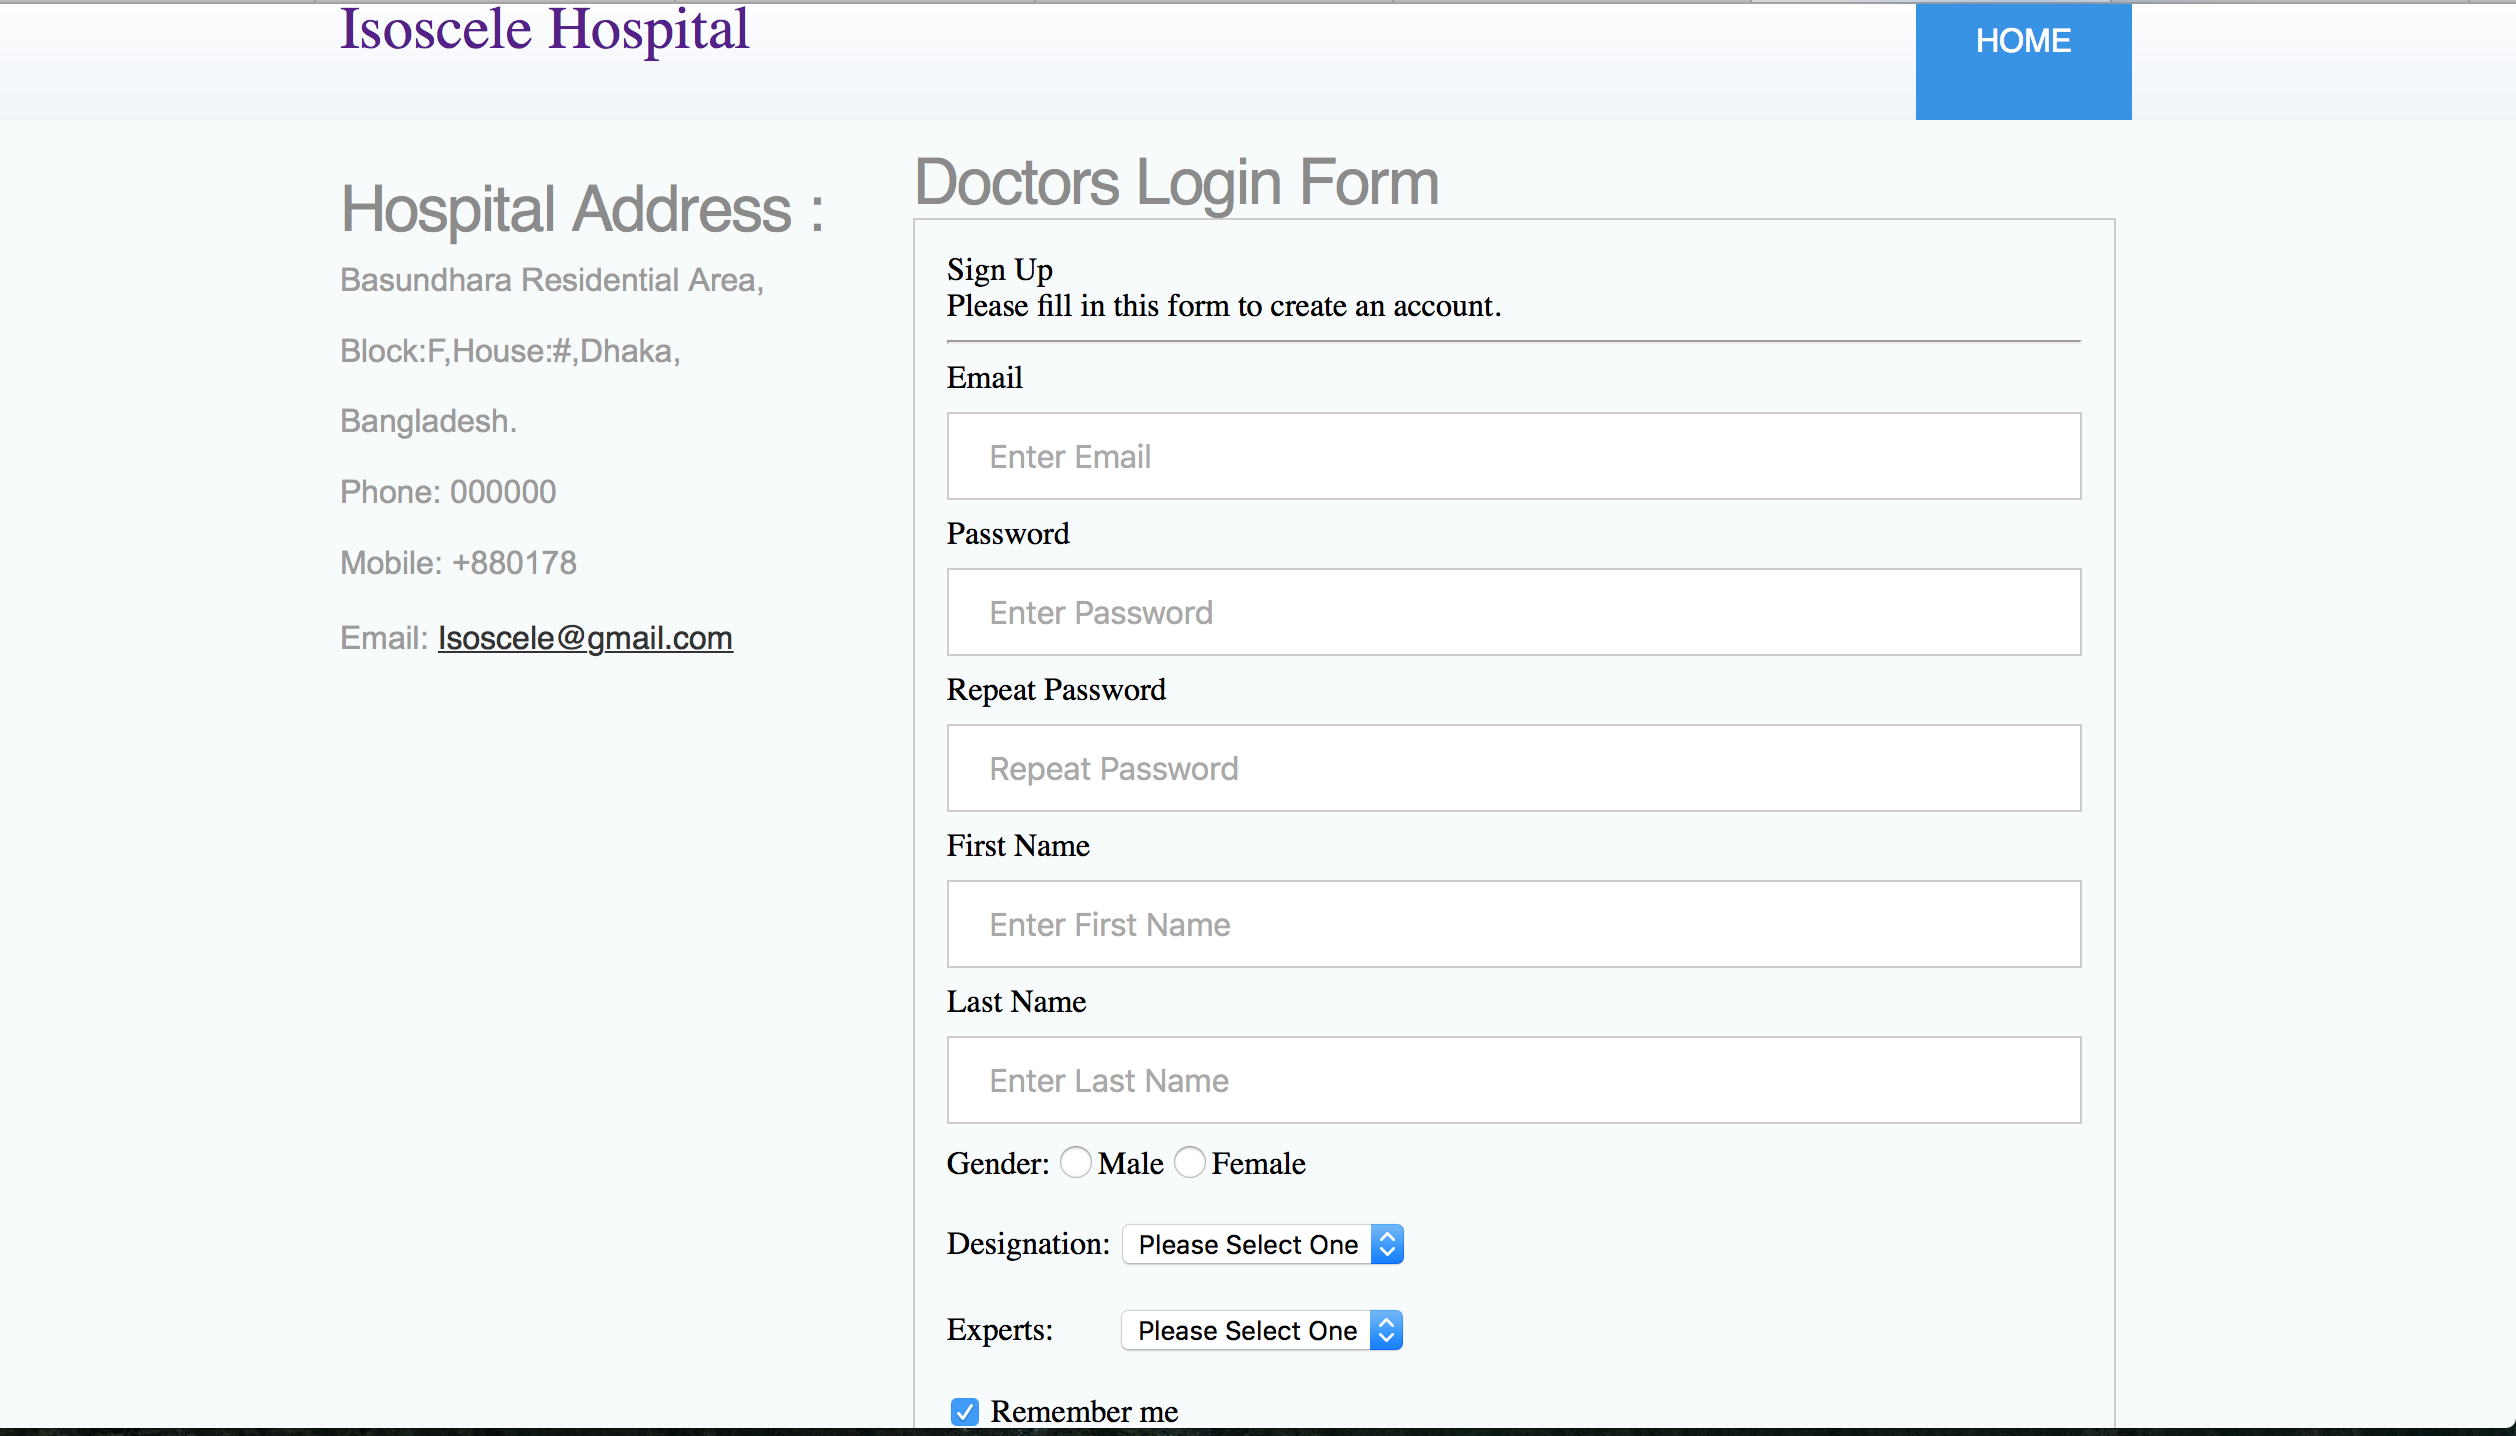 Isoscele Hospital
HOME
Hospital Address :
Basundhara Residential Area,
Block:F,House:#,Dhaka,
Bangladesh.
Phone: 000000
Mobile: +880178
Email: Isoscele@gmail.com
Doctors Login Form
Sign Up
Please fill in this form to create an account.
Email
Enter Email
Password
Enter Password
Repeat Password
Repeat Password
First Name
Enter First Name
Last Name
Enter Last Name
Gender: Male Female
Designation: Please Select One
Experts: Please Select One
Remember me